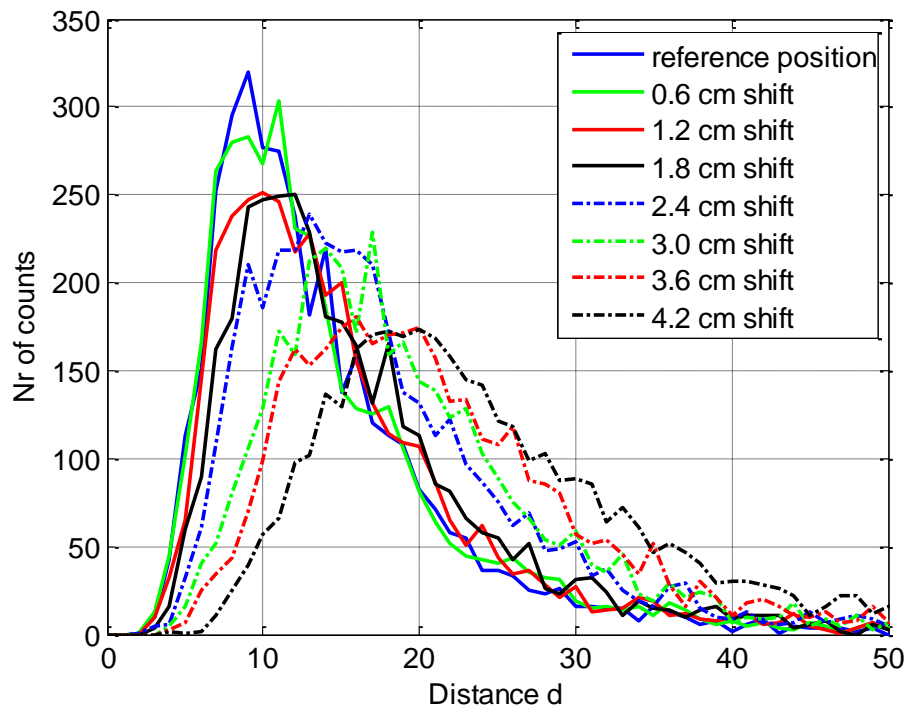 350
300
250
200
150
100
50
0
Nr of counts
reference position
0.6 cm shift
1.2 cm shift
1.8 cm shift
2.4 cm shift
3.0 cm shift
3.6 cm shift
4.2 cm shift
0 10 20 30 40 50
Distance d